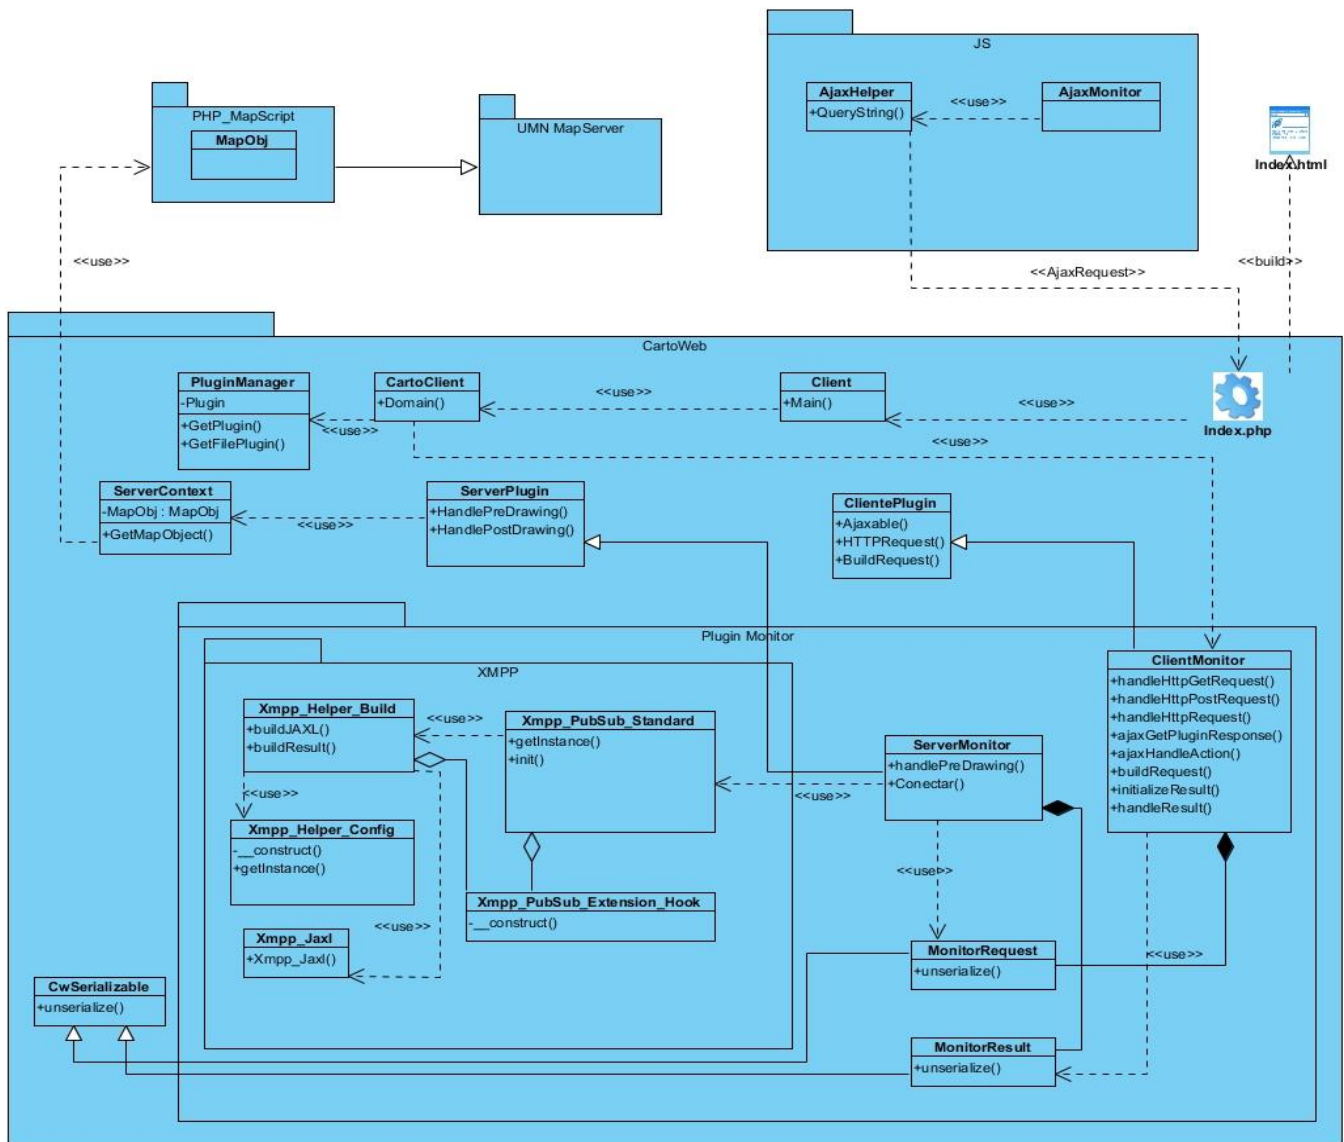 JS
AjaxHelper
+QueryString()
<<use>>
AjaxMonitor
PHP_MapScript
MapObj
UMN MapServer
Index.html
<<use>>
<<AjaxRequest>>
<<build>>
CartoWeb
PluginManager
-Plugin
+GetPlugin()
+GetFilePlugin()
<<use>>
CartoClient
+Domain()
<<use>>
Client
+Main()
<<use>>
Index.php
<<use>>
ServerContext
-MapObj : MapObj
+GetMapObject()
<<use>>
ServerPlugin
+HandlePreDrawing()
+HandlePostDrawing()
ClientePlugin
+Ajaxable()
+HTTPRequest()
+BuildRequest()
Plugin Monitor
XMPP
Xmpp_Helper_Build
+buildJAXL()
+buildResult()
<<use>>
Xmpp_PubSub_Standard
+getInstance()
+init()
<<use>>
ServerMonitor
+handlePreDrawing()
+Conectar()
ClientMonitor
+handleHttpGetRequest()
+handleHttpPostRequest()
+handleHttpRequest()
+ajaxGetPluginResponse()
+ajaxHandleAction()
+buildRequest()
+initializeResult()
+handleResult()
<<use>>
Xmpp_Helper_Config
-__construct()
+getInstance()
<<use>>
Xmpp_PubSub_Extension_Hook
-__construct()
<<use>>
Xmpp_Jaxl
+Xmpp_Jaxl()
MonitorRequest
+unserialize()
<<use>>
CwSerializable
+unserialize()
MonitorResult
+unserialize()